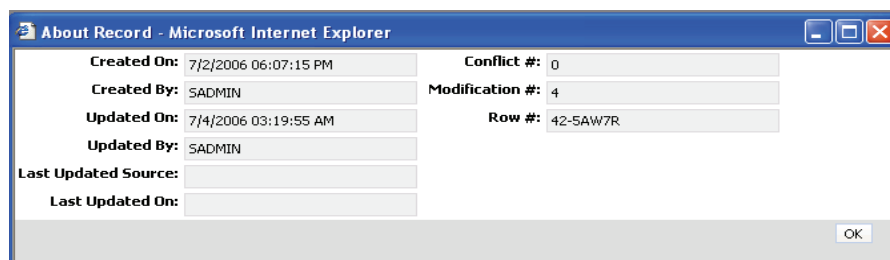 About Record - Microsoft Internet Explorer
Created On: 7/2/2006 06:07:15 PM Conflict #: 0
Created By: SADMIN Modification #: 4
Updated On: 7/4/2006 03:19:55 AM Row #: 42-5AW7R
Updated By: SADMIN
Last Updated Source:
Last Updated On:
OK